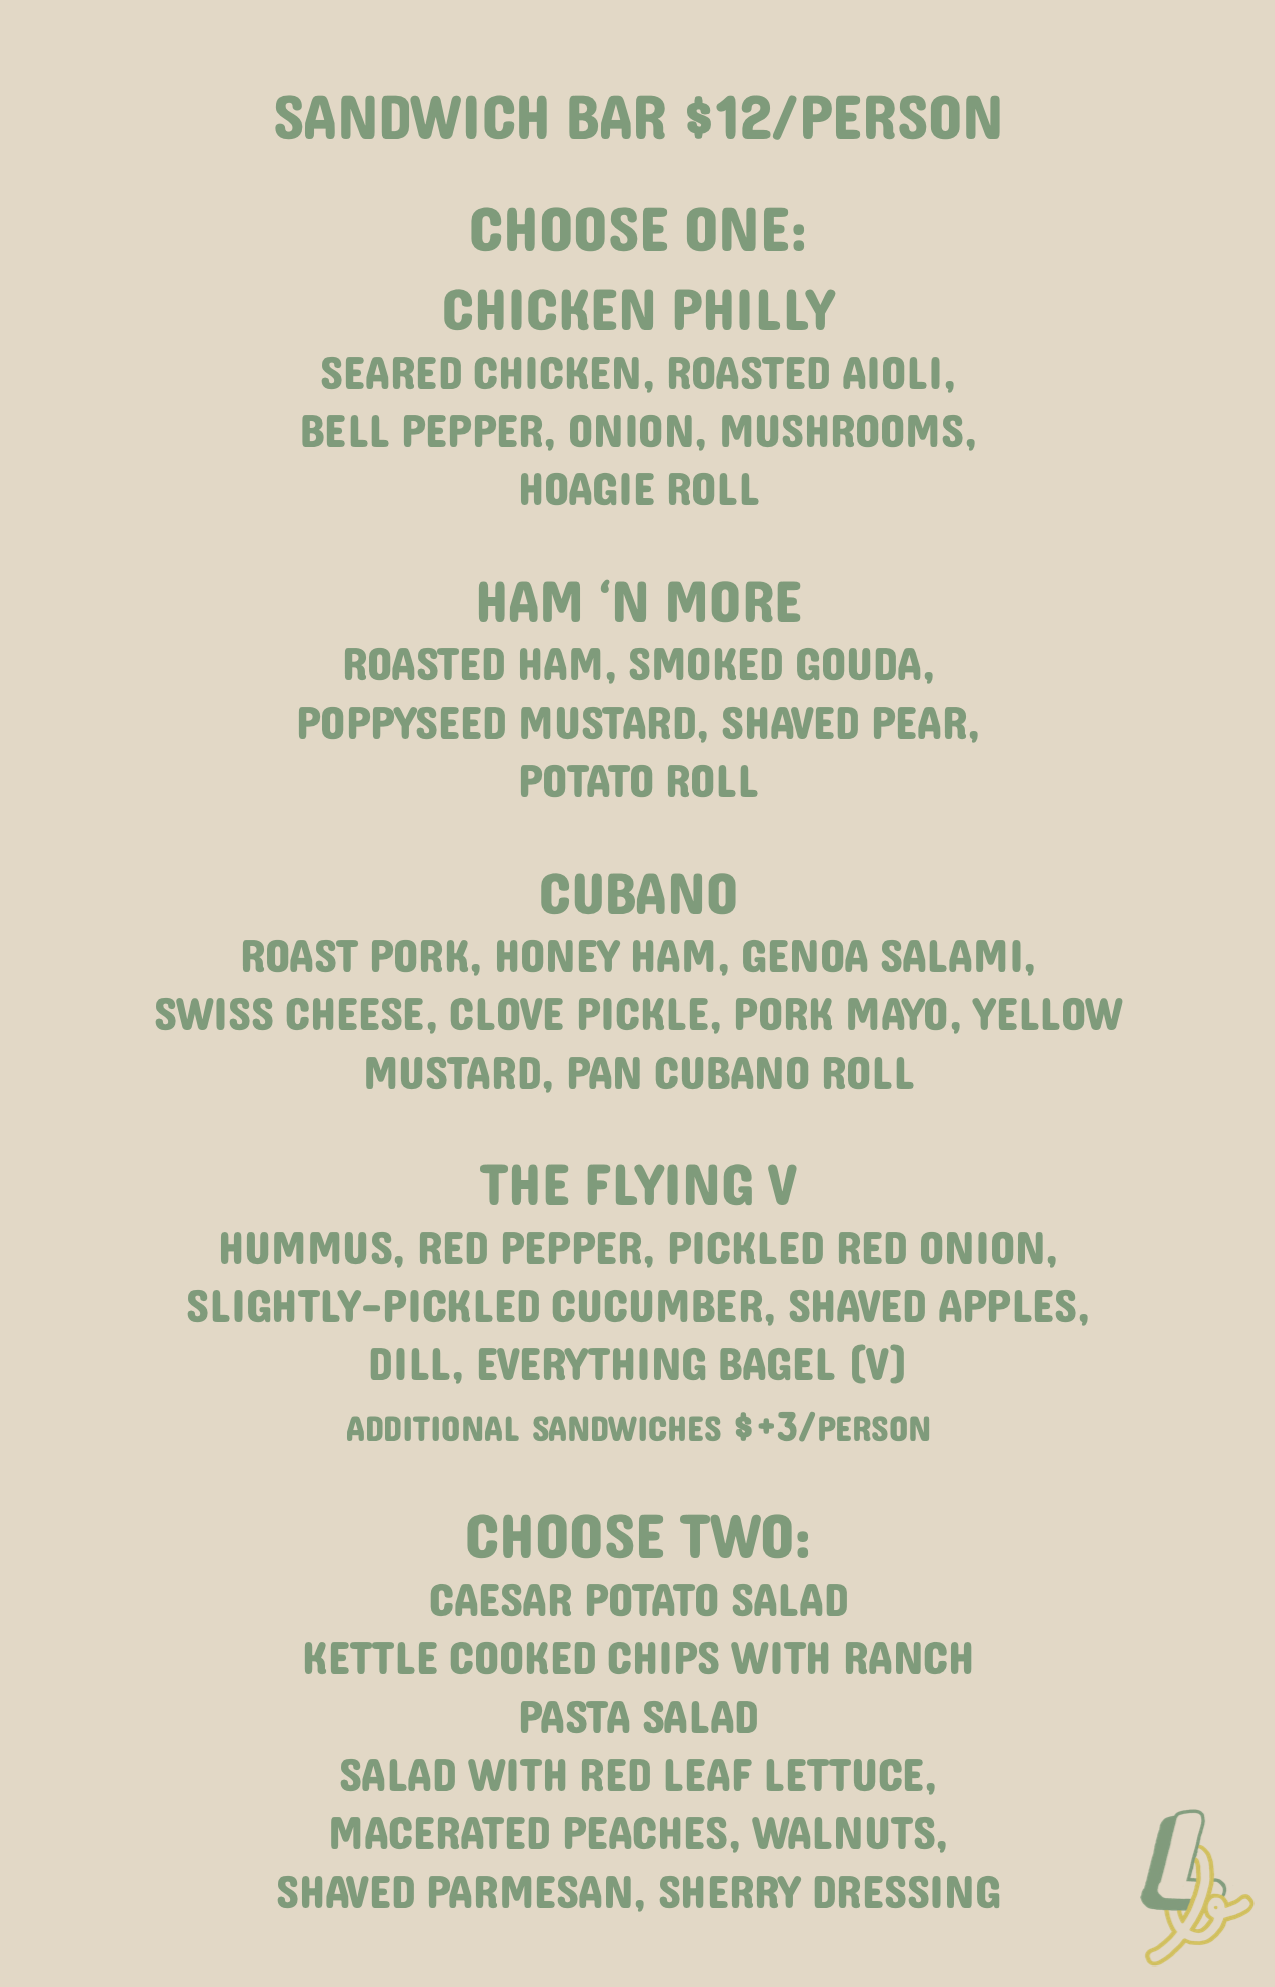 SANDWICH BAR $12/PERSON
CHOOSE ONE:
CHICKEN PHILLY
SEARED CHICKEN, ROASTED AIOLI,
BELL PEPPER, ONION, MUSHROOMS,
HOAGIE ROLL
HAM ‘N MORE
ROASTED HAM, SMOKED GOUDA,
POPPYSEED MUSTARD, SHAVED PEAR,
POTATO ROLL
CUBANO
ROAST PORK, HONEY HAM, GENOA SALAMI,
SWISS CHEESE, CLOVE PICKLE, PORK MAYO, YELLOW
MUSTARD, PAN CUBANO ROLL
THE FLYING V
HUMMUS, RED PEPPER, PICKLED RED ONION,
SLIGHTLY-PICKLED CUCUMBER, SHAVED APPLES,
DILL, EVERYTHING BAGEL (V)
ADDITIONAL SANDWICHES $+3/PERSON
CHOOSE TWO:
CAESAR POTATO SALAD
KETTLE COOKED CHIPS WITH RANCH
PASTA SALAD
SALAD WITH RED LEAF LETTUCE,
MACERATED PEACHES, WALNUTS,
SHAVED PARMESAN, SHERRY DRESSING
L